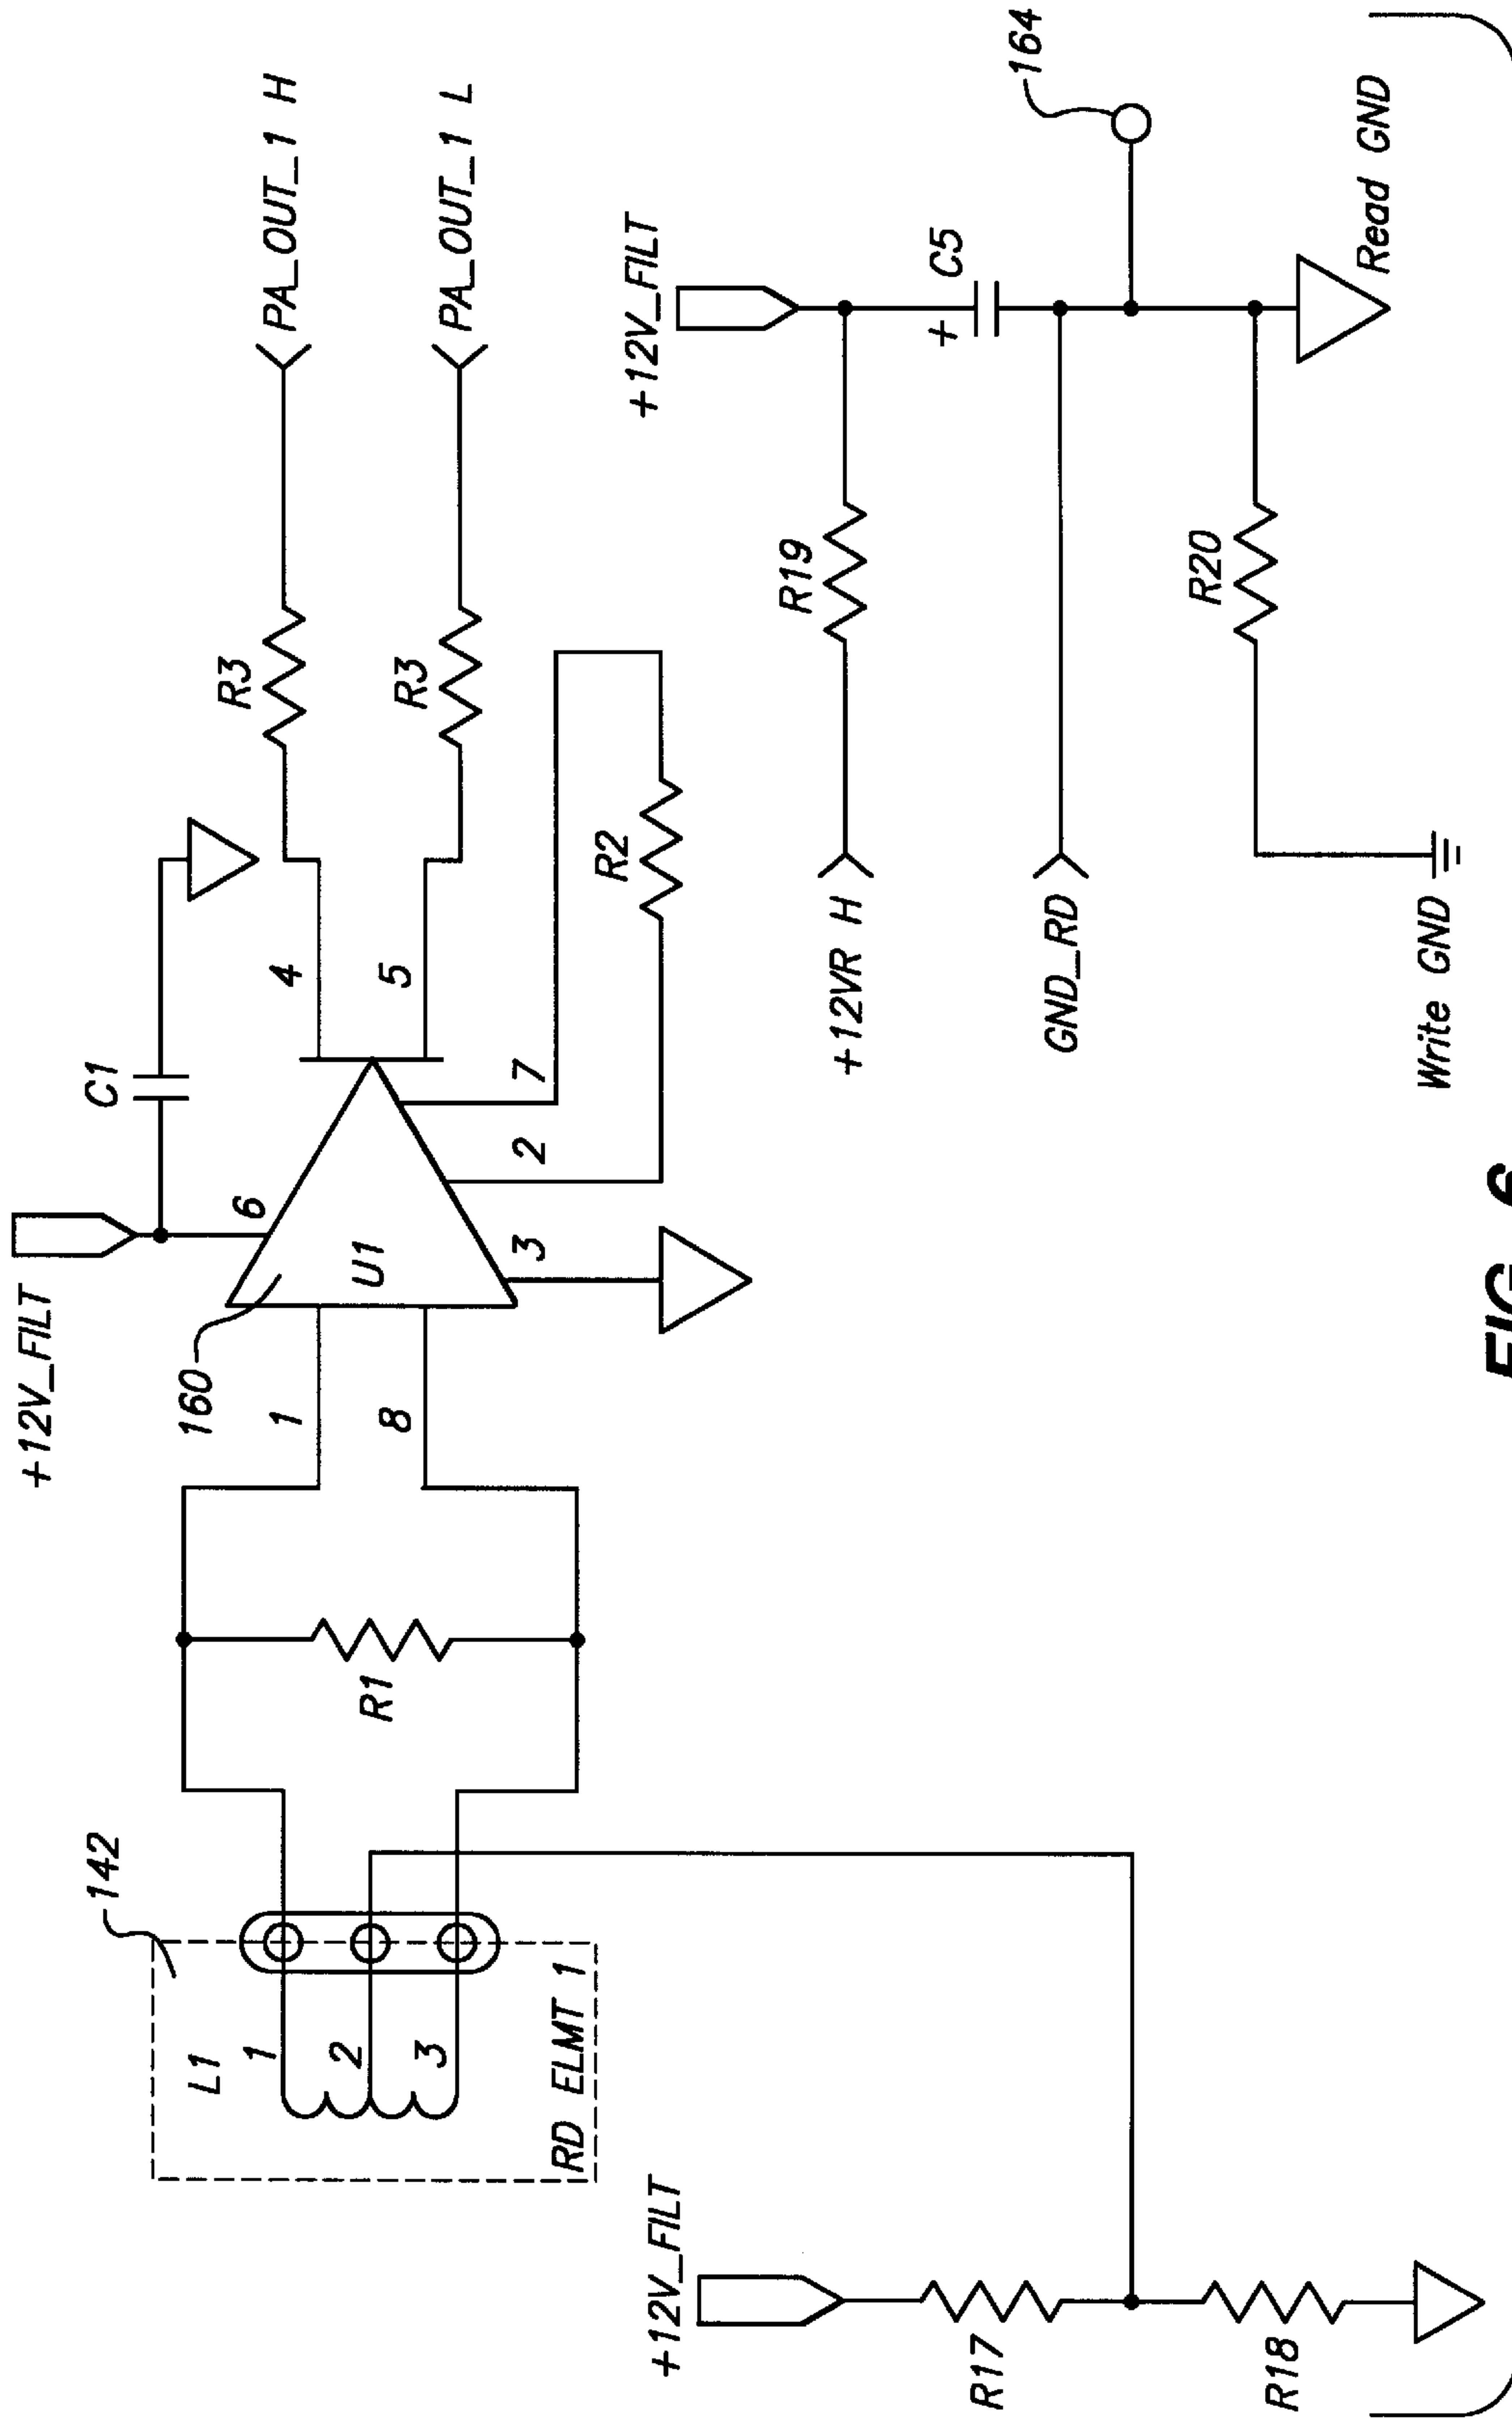 +12V_FILT
C1
6
160
U1
1
8
4
5
R3
PA_OUT_1 H
R3
PA_OUT_1 L
7
2
3
R2
142
L1
1
2
3
RD ELMT 1
R1
+12V_FILT
R17
R18
+12V_FILT
+12VR H
R19
C5
+
164
GND_RD
R20
Write GND
Read GND